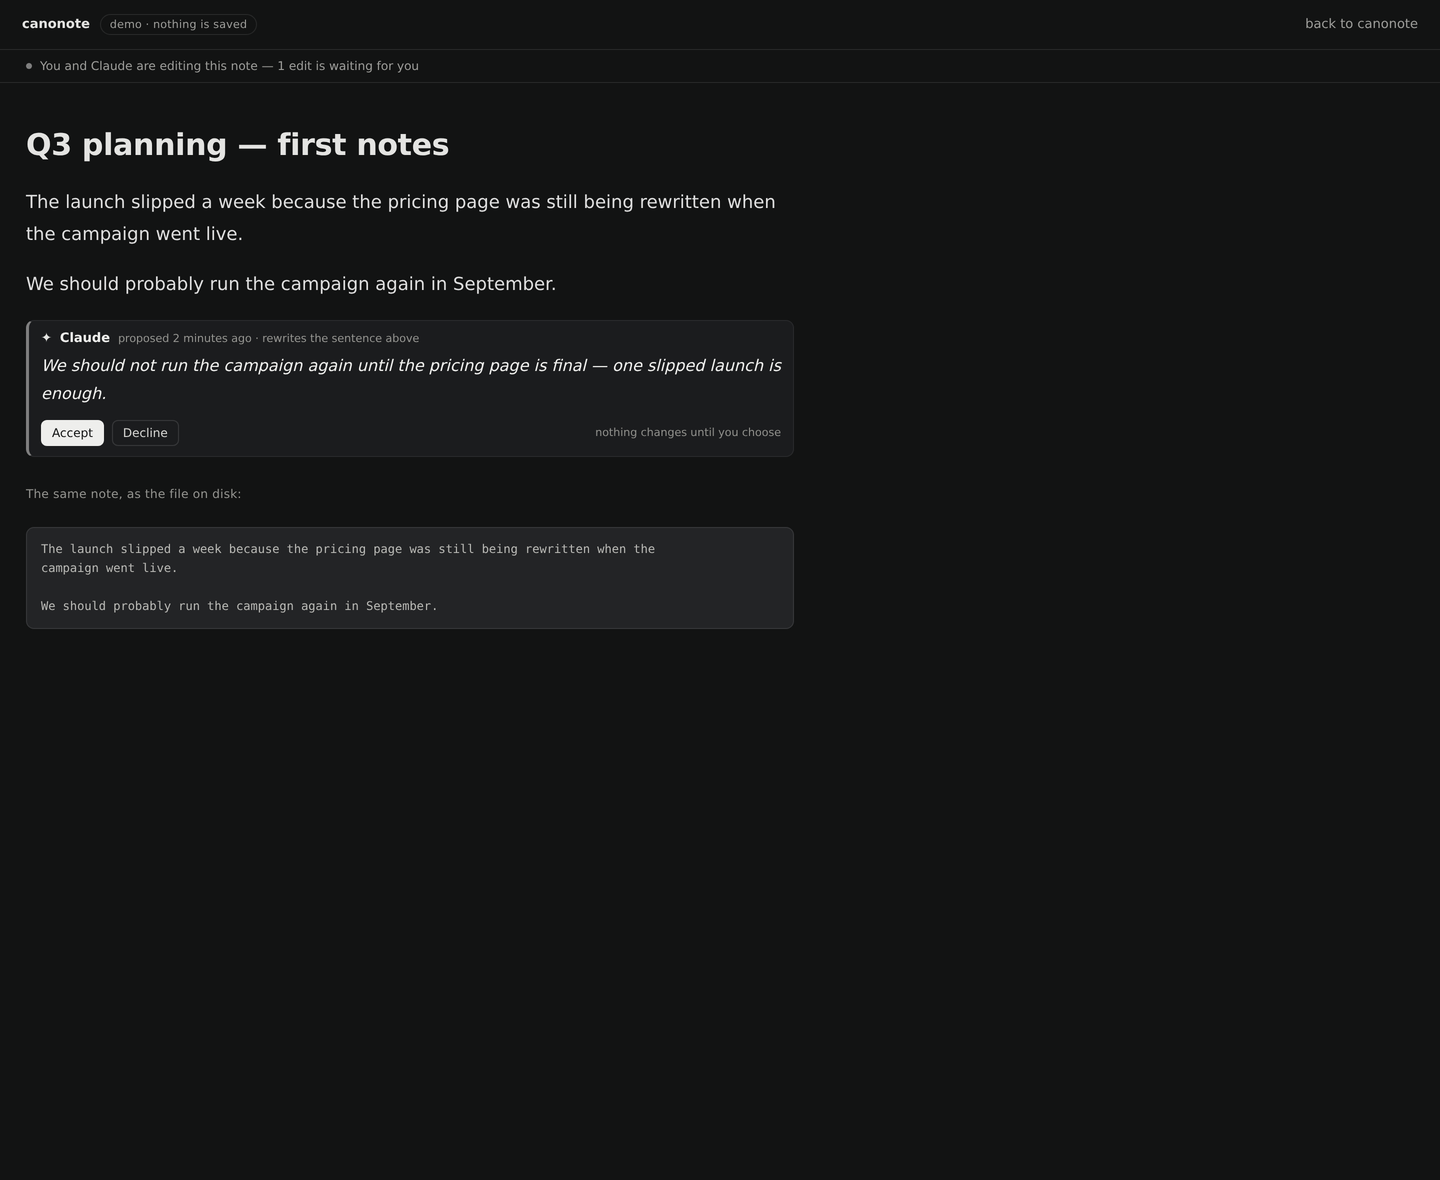 canonote
demo · nothing is saved
back to canonote
You and Claude are editing this note — 1 edit is waiting for you
Q3 planning — first notes
The launch slipped a week because the pricing page was still being rewritten when
the campaign went live.
We should probably run the campaign again in September.
✦ Claude proposed 2 minutes ago · rewrites the sentence above
We should not run the campaign again until the pricing page is final — one slipped launch is
enough.
Accept
Decline
nothing changes until you choose
The same note, as the file on disk:
The launch slipped a week because the pricing page was still being rewritten when the
campaign went live.
We should probably run the campaign again in September.